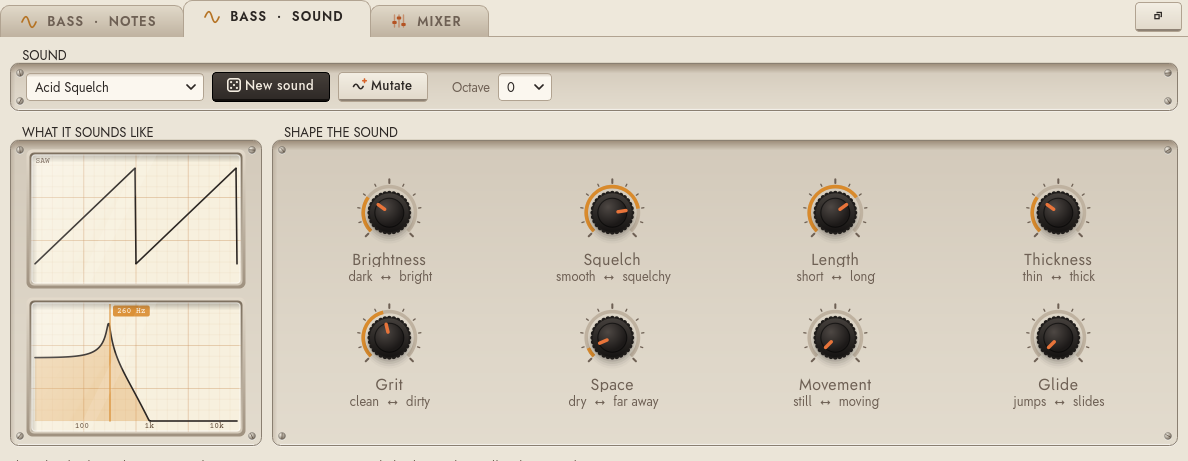 BASS · NOTES
BASS · SOUND
MIXER
SOUND
Acid Squelch
New sound
Mutate
Octave
0
WHAT IT SOUNDS LIKE
SHAPE THE SOUND
SAW
260 Hz
100
1k
10k
Brightness
dark ↔ bright
Squelch
smooth ↔ squelchy
Length
short ↔ long
Thickness
thin ↔ thick
Grit
clean ↔ dirty
Space
dry ↔ far away
Movement
still ↔ moving
Glide
jumps ↔ slides